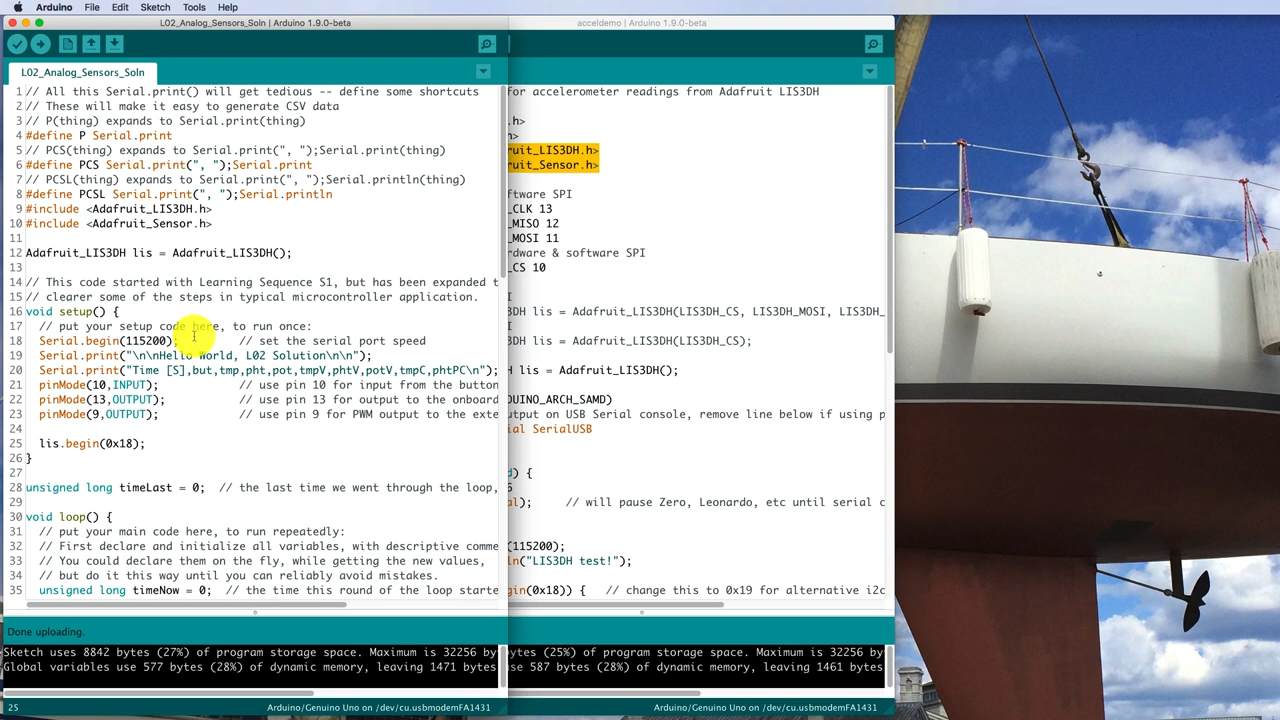 Arduino File Edit Sketch Tools Help
L02_Analog_Sensors_Soln | Arduino 1.9.0-beta
L02_Analog_Sensors_Soln
1 // All this Serial.print() will get tedious -- define some shortcuts
2 // These will make it easy to generate CSV data
3 // P(thing) expands to Serial.print(thing)
4 #define P Serial.print
5 // PCS(thing) expands to Serial.print(", ");Serial.print(thing)
6 #define PCS Serial.print(", ");Serial.print
7 // PCSL(thing) expands to Serial.print(", ");Serial.println(thing)
8 #define PCSL Serial.print(", ");Serial.println
9 #include <Adafruit_LIS3DH.h>
10 #include <Adafruit_Sensor.h>
11
12 Adafruit_LIS3DH lis = Adafruit_LIS3DH();
13
14 // This code started with Learning Sequence S1, but has been expanded t
15 // clearer some of the steps in typical microcontroller application.
16 void setup() {
17 // put your setup code here, to run once:
18 Serial.begin(115200); // set the serial port speed
19 Serial.print("\n\nHello World, L02 Solution\n\n");
20 Serial.print("Time [S],but,tmp,pht,pot,tmpV,phtV,potV,tmpC,phtPC\n");
21 pinMode(10,INPUT); // use pin 10 for input from the button
22 pinMode(13,OUTPUT); // use pin 13 for output to the onboard
23 pinMode(9,OUTPUT); // use pin 9 for PWM output to the exte
24
25 lis.begin(0x18);
26 }
27
28 unsigned long timeLast = 0; // the last time we went through the loop,
29
30 void loop() {
31 // put your main code here, to run repeatedly:
32 // First declare and initialize all variables, with descriptive comme
33 // You could declare them on the fly, while getting the new values,
34 // but do it this way until you can reliably avoid mistakes.
35 unsigned long timeNow = 0; // the time this round of the loop starte
Done uploading.
Sketch uses 8842 bytes (27%) of program storage space. Maximum is 32256 b
Global variables use 577 bytes (28%) of dynamic memory, leaving 1471 bytes
25 Arduino/Genuino Uno on /dev/cu.usbmodemFA1431
acceldemo | Arduino 1.9.0-beta
for accelerometer readings from Adafruit LIS3DH
.h>
h>
ruit_LIS3DH.h>
ruit_Sensor.h>
ftware SPI
_CLK 13
_MISO 12
_MOSI 11
rdware & software SPI
_CS 10
I
3DH lis = Adafruit_LIS3DH(LIS3DH_CS, LIS3DH_MOSI, LIS3DH_
I
3DH lis = Adafruit_LIS3DH(LIS3DH_CS);
H lis = Adafruit_LIS3DH();
DUINO_ARCH_SAMD)
utput on USB Serial console, remove line below if using p
ial SerialUSB
d) {
6
al); // will pause Zero, Leonardo, etc until serial c
(115200);
ln("LIS3DH test!");
gin(0x18)) { // change this to 0x19 for alternative i2c
ytes (25%) of program storage space. Maximum is 32256 by
use 587 bytes (28%) of dynamic memory, leaving 1461 bytes
Arduino/Genuino Uno on /dev/cu.usbmodemFA1431